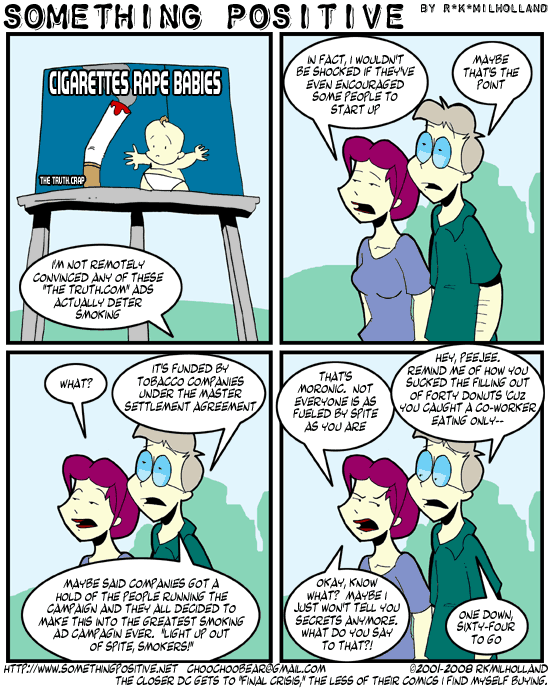 SOMETHING POSITIVE BY R*K*MILHOLLAND
CIGARETTES RAPE BABIES
THE TRUTH.CRAP
I'M NOT REMOTELY
CONVINCED ANY OF THESE
"THE TRUTH.COM" ADS
ACTUALLY DETER
SMOKING
IN FACT, I WOULDN'T
BE SHOCKED IF THEY'VE
EVEN ENCOURAGED
SOME PEOPLE TO
START UP
MAYBE
THAT'S THE
POINT
WHAT?
IT'S FUNDED BY
TOBACCO COMPANIES
UNDER THE MASTER
SETTLEMENT AGREEMENT
MAYBE SAID COMPANIES GOT A
HOLD OF THE PEOPLE RUNNING THE
CAMPAIGN AND THEY ALL DECIDED TO
MAKE THIS INTO THE GREATEST SMOKING
AD CAMPAGIN EVER. "LIGHT UP OUT
OF SPITE, SMOKERS!"
THAT'S
MORONIC. NOT
EVERYONE IS AS
FUELED BY SPITE
AS YOU ARE
HEY, PEEJEE.
REMIND ME OF HOW YOU
SUCKED THE FILLING OUT
OF FORTY DONUTS 'CUZ
YOU CAUGHT A CO-WORKER
EATING ONLY--
OKAY, KNOW
WHAT? MAYBE I
JUST WON'T TELL YOU
SECRETS ANYMORE.
WHAT DO YOU SAY
TO THAT?!
ONE DOWN,
SIXTY-FOUR
TO GO
HTTP://WWW.SOMETHINGPOSITIVE.NET CHOOCHOOBEAR@GMAIL.COM ©2001-2008 RKMILHOLLAND
THE CLOSER DC GETS TO "FINAL CRISIS," THE LESS OF THEIR COMICS I FIND MYSELF BUYING.